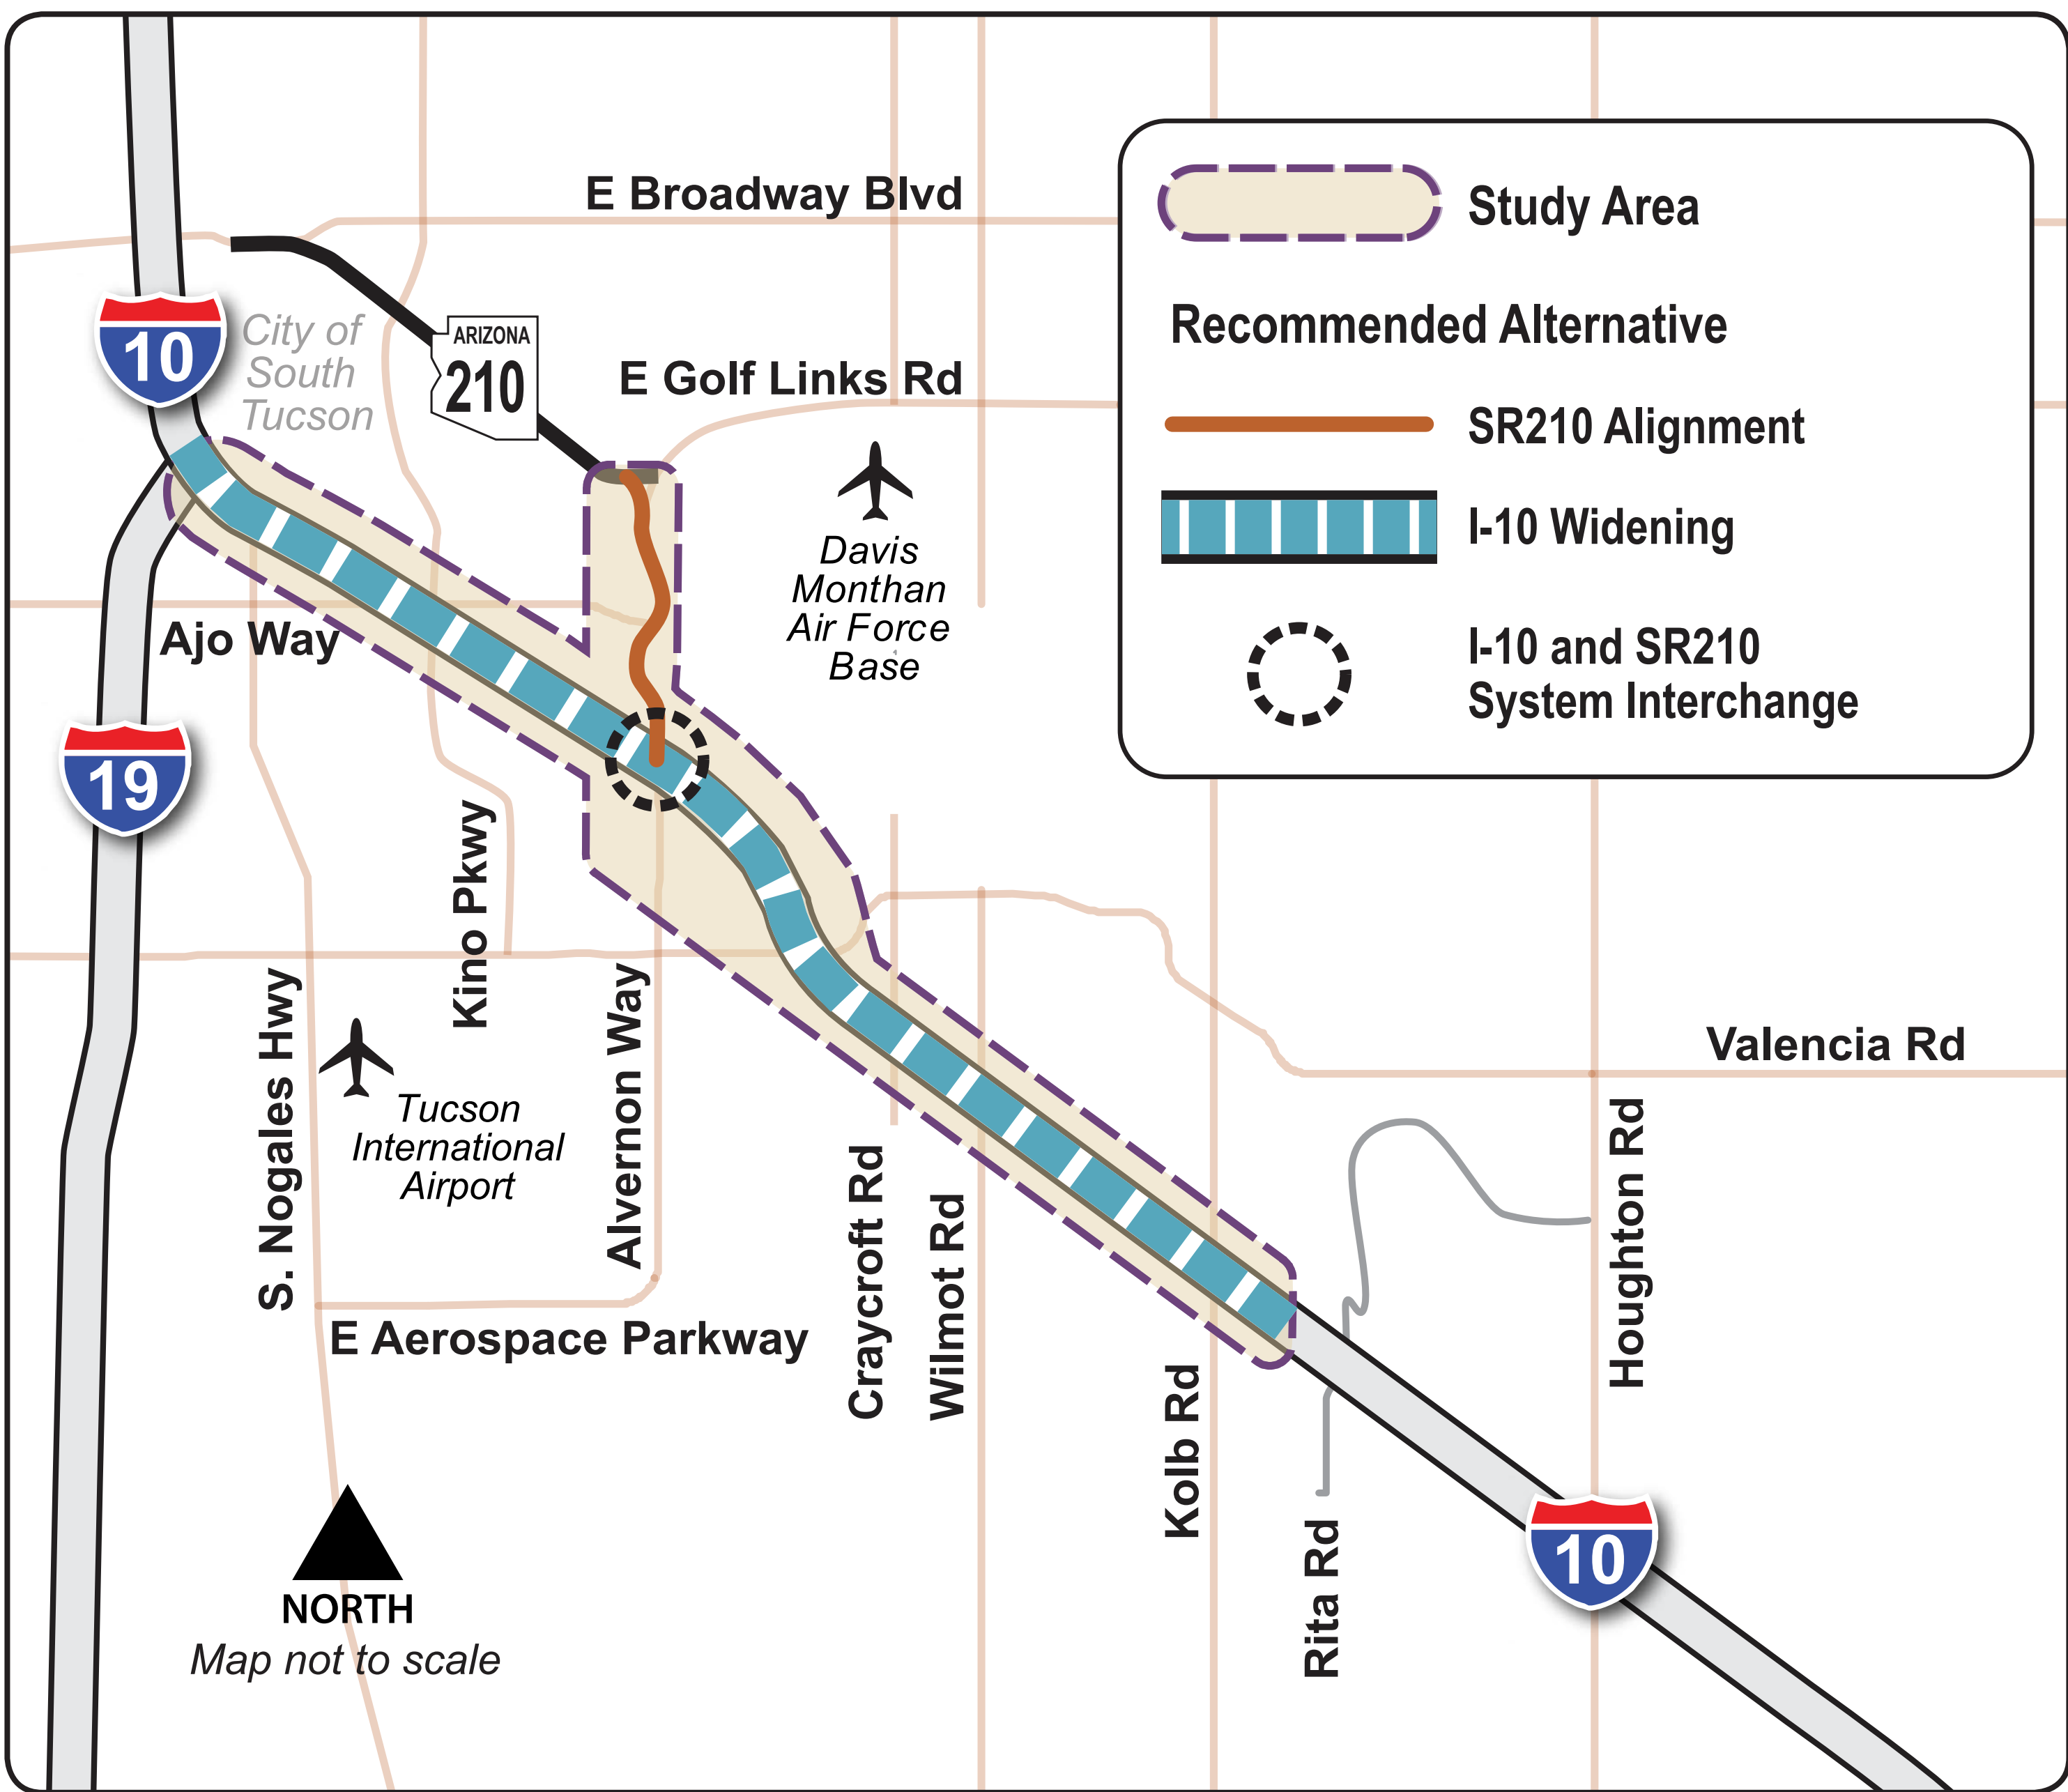 E Broadway Blvd
Study Area
Recommended Alternative
SR210 Alignment
I-10 Widening
I-10 and SR210
System Interchange
10
City of
South
Tucson
ARIZONA
210
E Golf Links Rd
Davis
Monthan
Air Force
Base
Ajo Way
19
Kino Pkwy
S. Nogales Hwy
Alvernon Way
Tucson
International
Airport
Valencia Rd
Craycroft Rd
Wilmot Rd
Houghton Rd
E Aerospace Parkway
Kolb Rd
Rita Rd
10
NORTH
Map not to scale